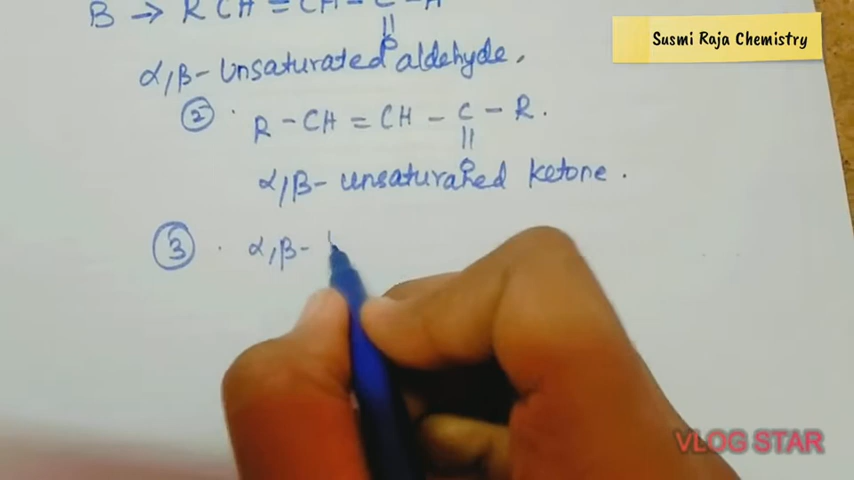 B → R CH = CH - C - H
||
O
Susmi Raja Chemistry
α,β- unsaturated aldehyde,
② . R - CH = CH - C - R.
||
O
α,β- unsaturated ketone.
③ . α,β-
VLOG STAR